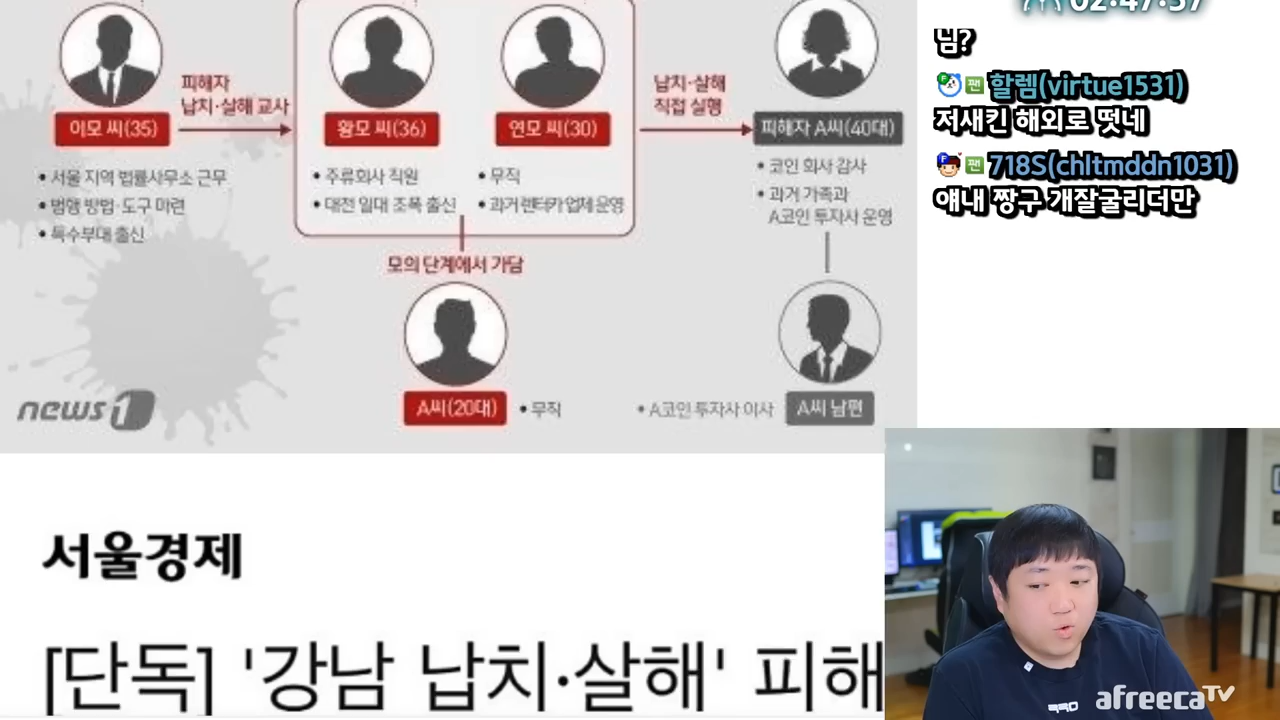 02:47:57
님?
할렘(virtue1531)
저새킨 해외로 떳네
718S(chltmddn1031)
얘내 짱구 개잘굴리더만
피해자
납치·살해 교사
납치·살해
직접 실행
이모 씨(35)
황모 씨(36)
연모 씨(30)
피해자 A씨(40대)
• 서울 지역 법률사무소 근무
• 범행 방법·도구 마련
• 특수부대 출신
• 주류회사 직원
• 대전 일대 조폭 출신
• 무직
• 과거 렌터카 업체 운영
• 코인 회사 감사
• 과거 가족과
A코인 투자사 운영
모의 단계에서 가담
A씨(20대)
• 무직
• A코인 투자사 이사
A씨 남편
news1
서울경제
[단독] '강남 납치·살해' 피해
afreecaTV